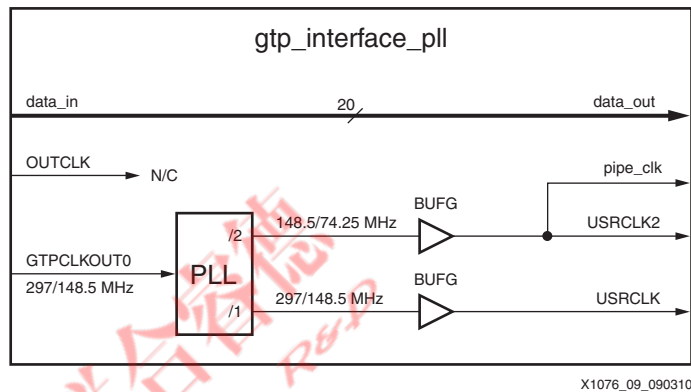 gtp_interface_pll
data_in 20 data_out
OUTCLK N/C pipe_clk
BUFG
/2 148.5/74.25 MHz USRCLK2
GTPCLKOUT0 PLL
297/148.5 MHz
BUFG
/1 297/148.5 MHz USRCLK
R&D
X1076_09_090310